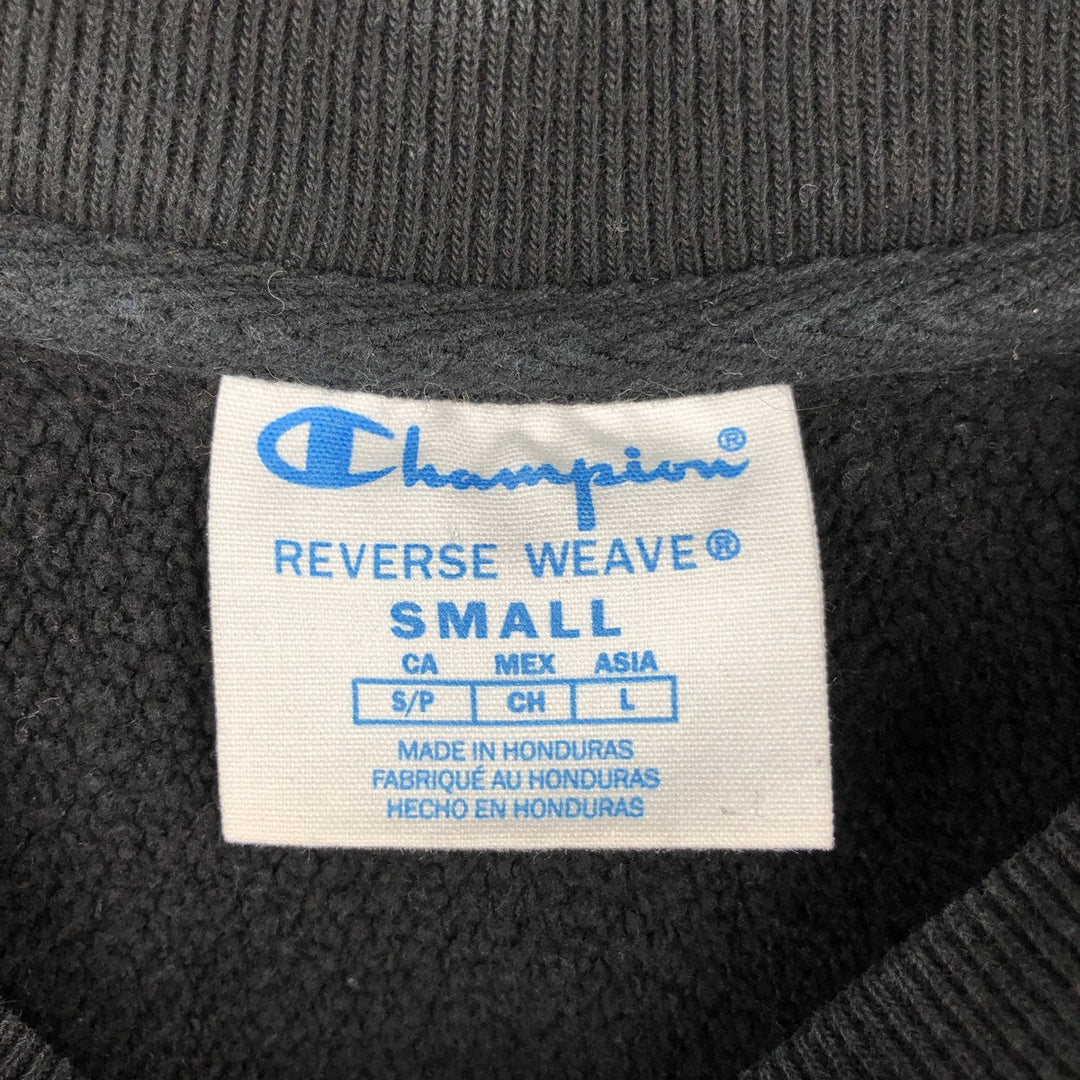 Champion®
REVERSE WEAVE®
SMALL
CA MEX ASIA
S/P CH L
MADE IN HONDURAS
FABRIQUÉ AU HONDURAS
HECHO EN HONDURAS